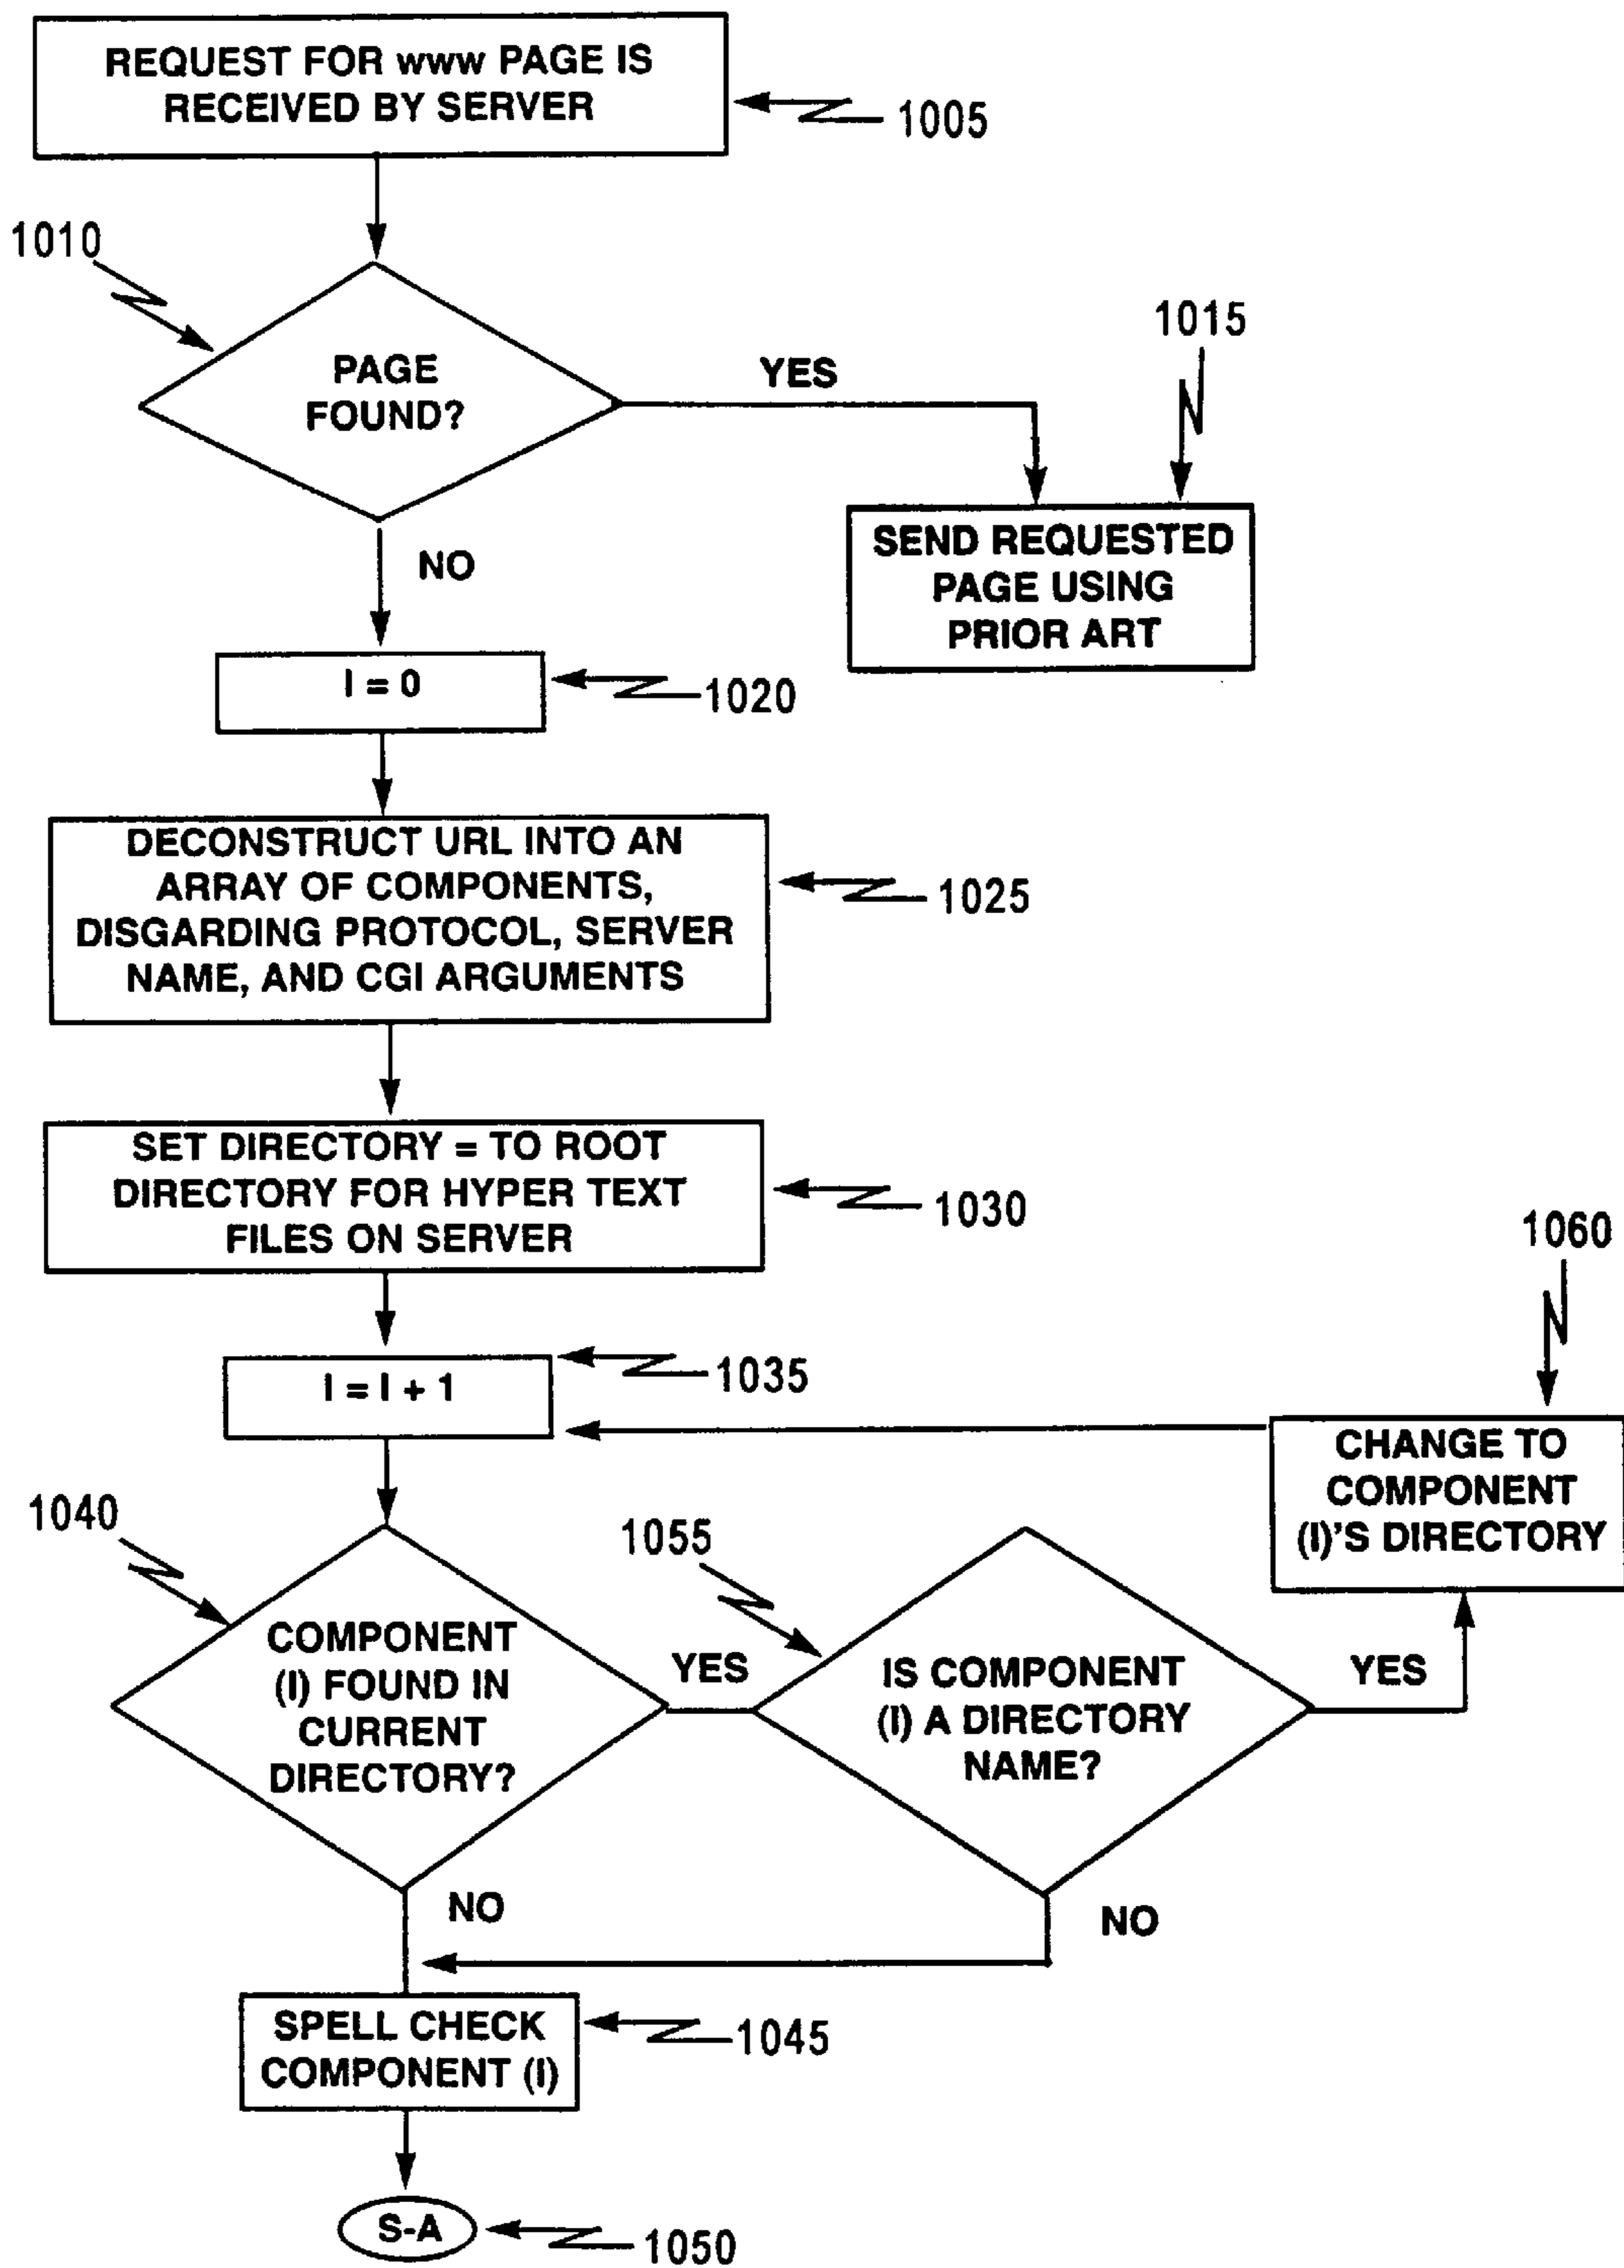 REQUEST FOR www PAGE IS
RECEIVED BY SERVER
1005
1010
PAGE
FOUND?
YES
1015
SEND REQUESTED
PAGE USING
PRIOR ART
NO
I = 0
1020
DECONSTRUCT URL INTO AN
ARRAY OF COMPONENTS,
DISGARDING PROTOCOL, SERVER
NAME, AND CGI ARGUMENTS
1025
SET DIRECTORY = TO ROOT
DIRECTORY FOR HYPER TEXT
FILES ON SERVER
1030
I = I + 1
1035
1060
CHANGE TO
COMPONENT
(I)'S DIRECTORY
1040
COMPONENT
(I) FOUND IN
CURRENT
DIRECTORY?
YES
1055
IS COMPONENT
(I) A DIRECTORY
NAME?
YES
NO
NO
SPELL CHECK
COMPONENT (I)
1045
S-A
1050